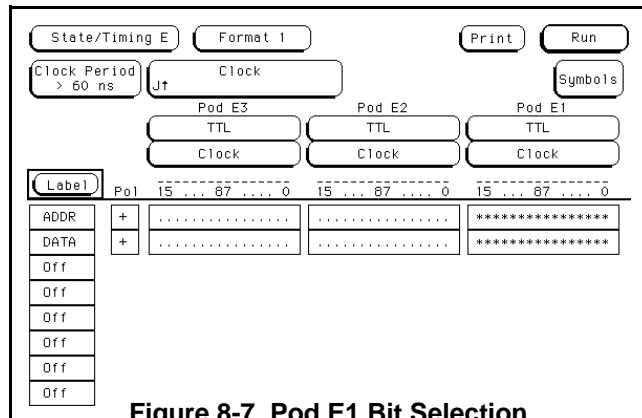 State/Timing E Format 1 Print Run
Clock Period > 60 ns Clock J↑ Symbols
Pod E3 Pod E2 Pod E1
TTL TTL TTL
Clock Clock Clock
Label Pol 15 ... 87 .... 0 15 ... 87 .... 0 15 ... 87 .... 0
ADDR + ................ ................ ****************
DATA + ................ ................ ****************
Off
Off
Off
Off
Off
Off
Figure 8-7 Pod E1 Bit Selection